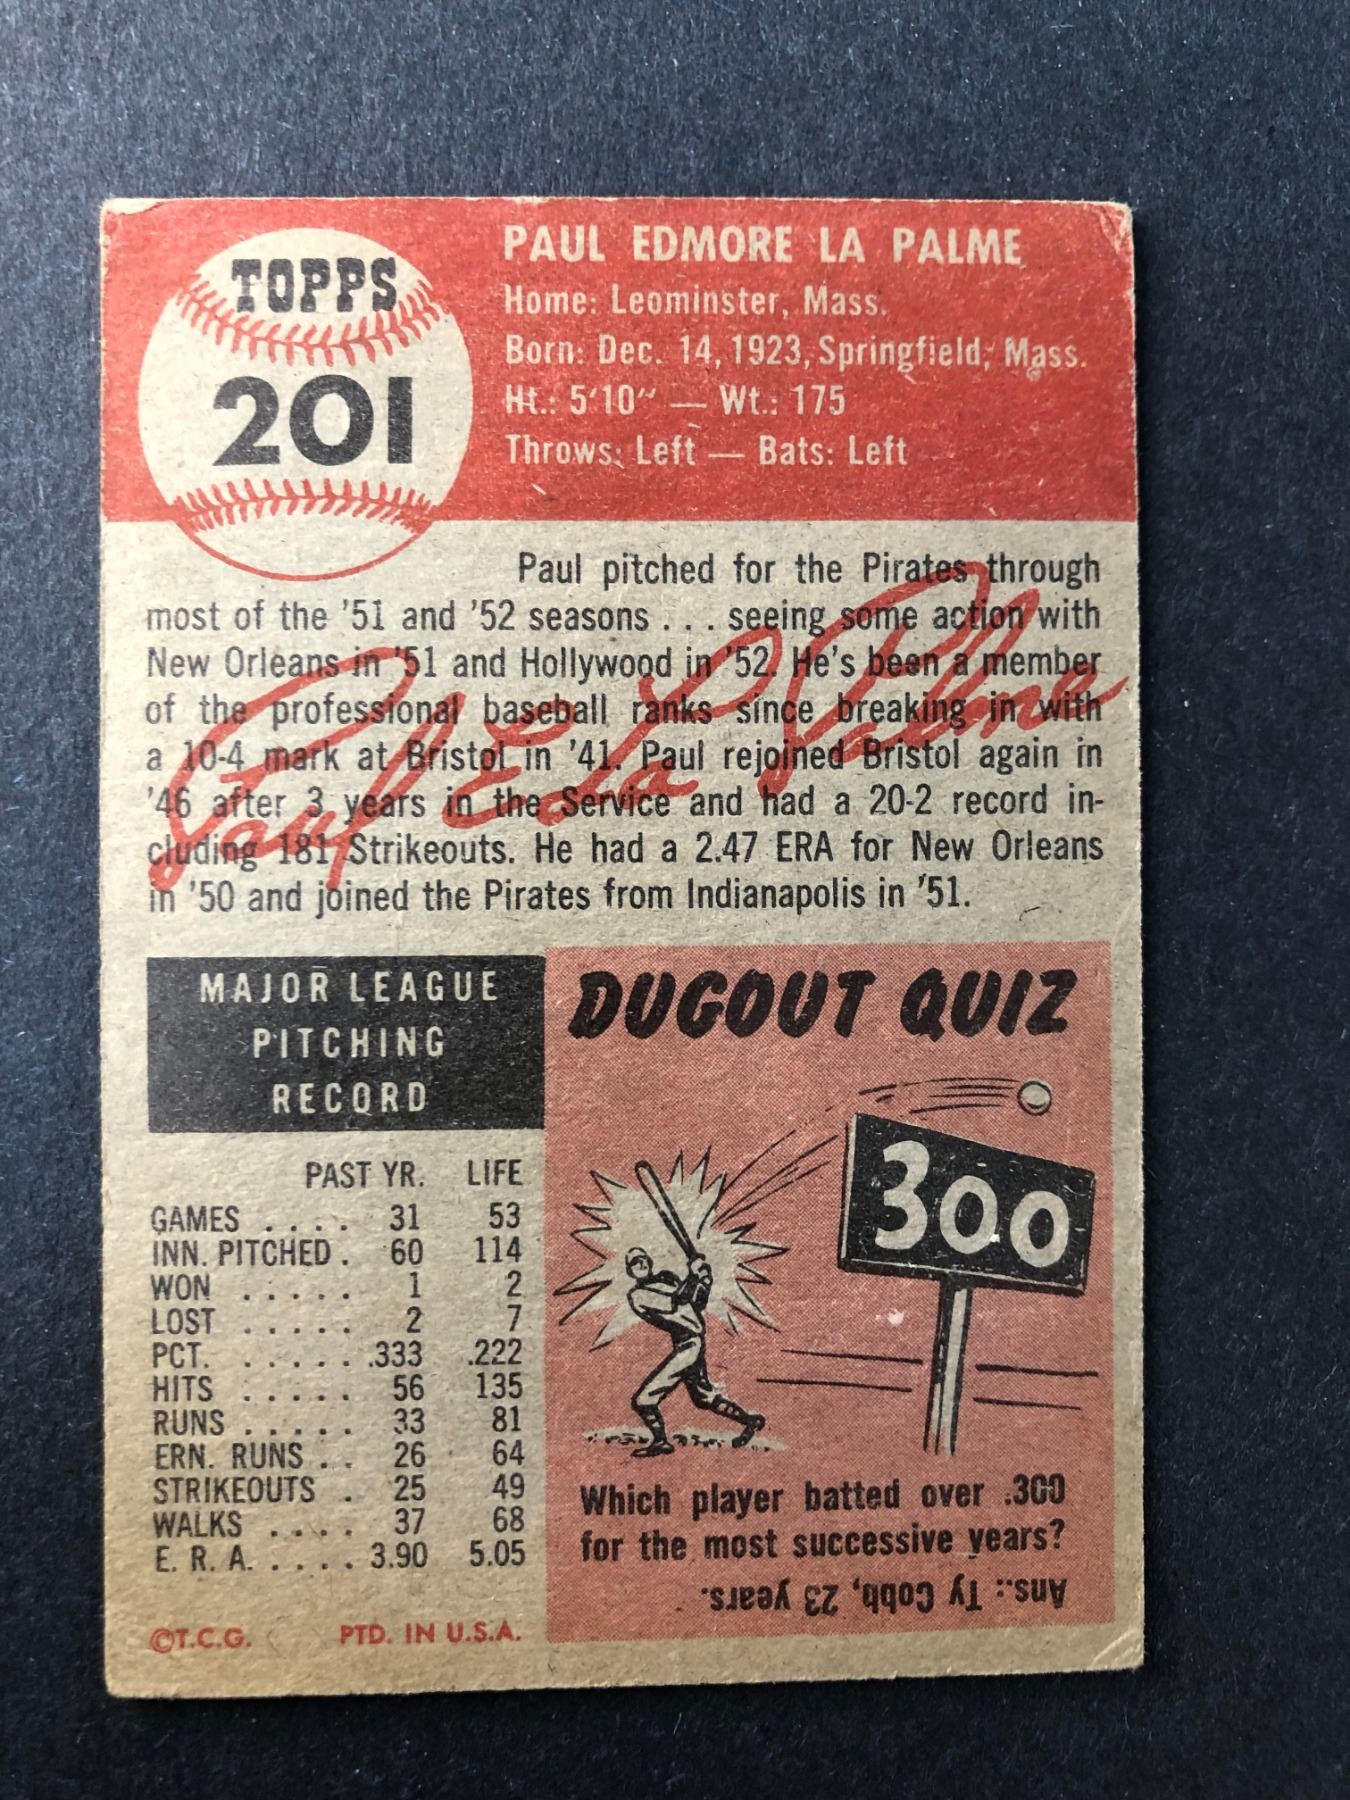 TOPPS
201
PAUL EDMORE LA PALME
Home: Leominster, Mass.
Born: Dec. 14, 1923, Springfield, Mass.
Ht.: 5'10" — Wt.: 175
Throws: Left — Bats: Left
Paul pitched for the Pirates through
most of the '51 and '52 seasons . . . seeing some action with
New Orleans in '51 and Hollywood in '52. He's been a member
of the professional baseball ranks since breaking in with
a 10-4 mark at Bristol in '41. Paul rejoined Bristol again in
'46 after 3 years in the Service and had a 20-2 record in-
cluding 181 Strikeouts. He had a 2.47 ERA for New Orleans
in '50 and joined the Pirates from Indianapolis in '51.
Paul E La Palme
MAJOR LEAGUE
PITCHING
RECORD
PAST YR. LIFE
GAMES . . . . 31 53
INN. PITCHED . 60 114
WON . . . . . 1 2
LOST . . . . . 2 7
PCT. . . . . . .333 .222
HITS . . . . . 56 135
RUNS . . . . . 33 81
ERN. RUNS . . 26 64
STRIKEOUTS . 25 49
WALKS . . . . 37 68
E. R. A. . . . . 3.90 5.05
©T.C.G. PTD. IN U.S.A.
DUGOUT QUIZ
300
Which player batted over .300
for the most successive years?
Ans.: Ty Cobb, 23 years.